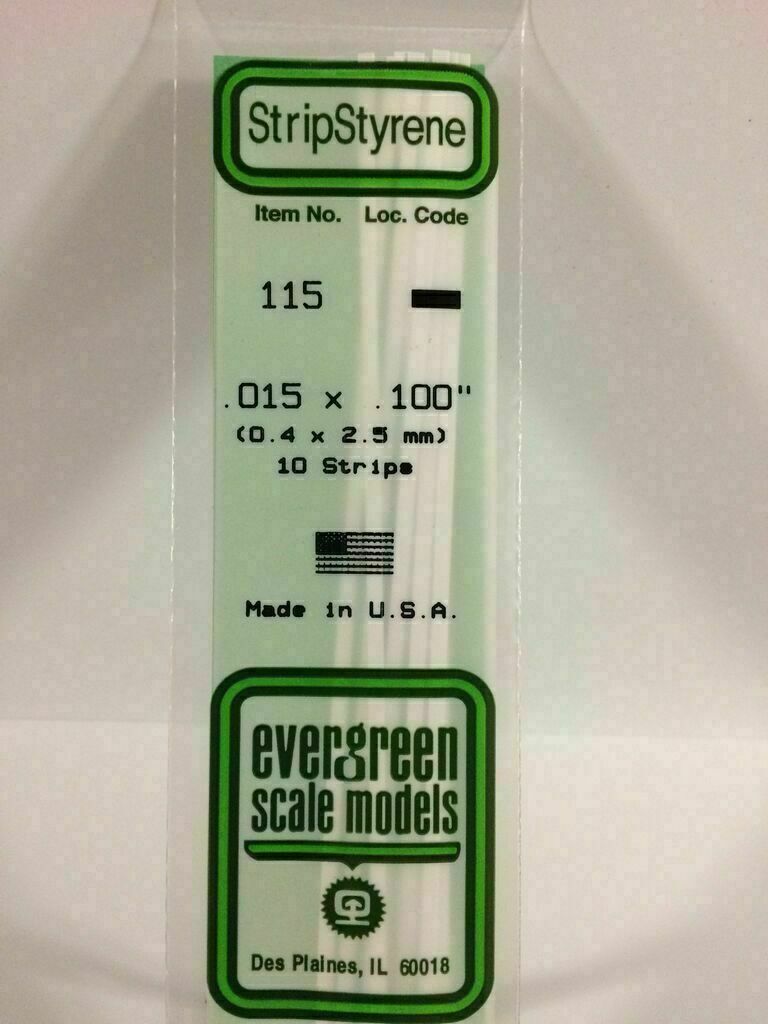 StripStyrene
Item No. Loc. Code
115
.015 x .100"
(0.4 x 2.5 mm)
10 Strips
Made in U.S.A.
evergreen
scale models
Des Plaines, IL 60018